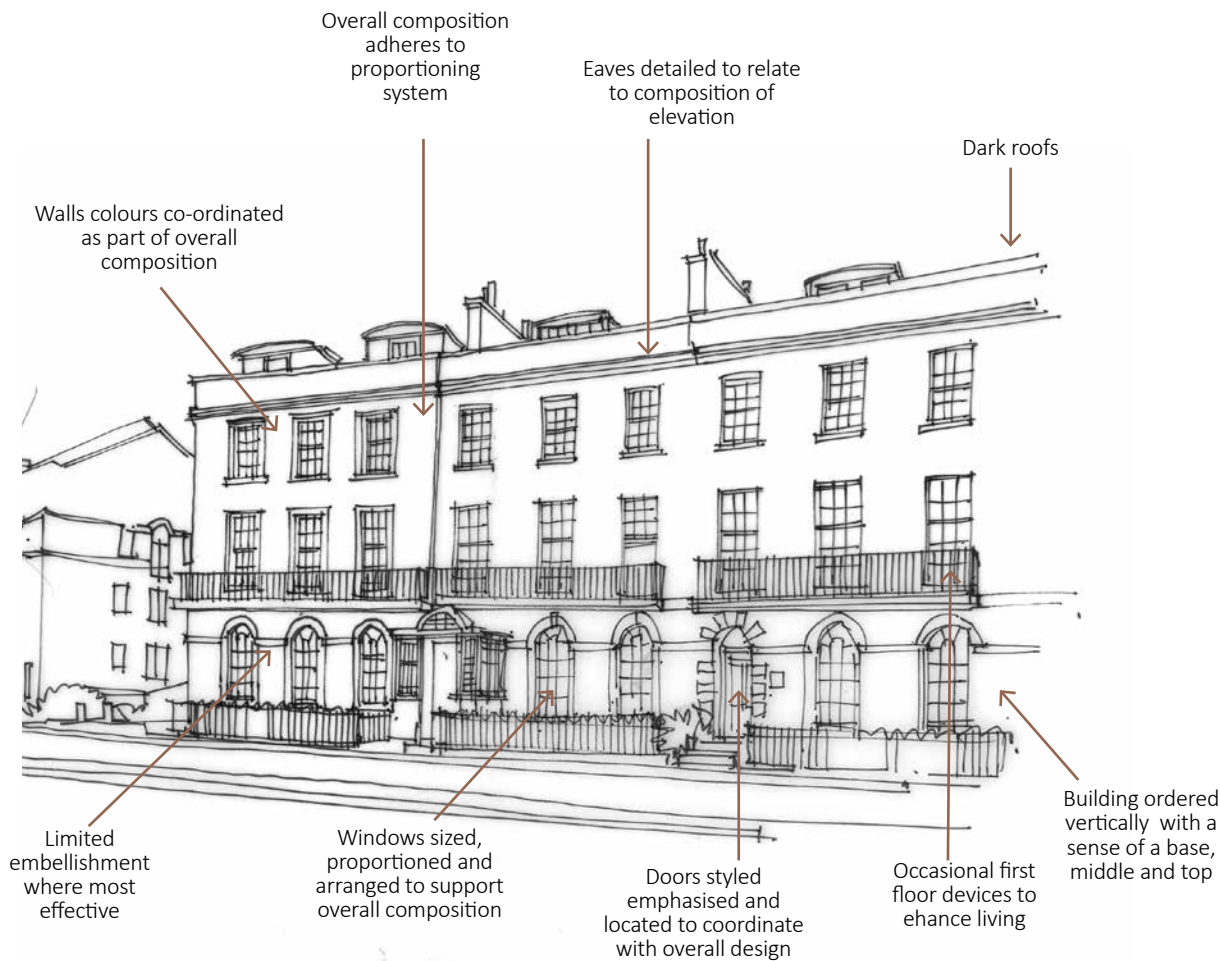 Overall composition
adheres to
proportioning
system
Eaves detailed to relate
to composition of
elevation
Dark roofs
Walls colours co-ordinated
as part of overall
composition
Limited
embellishment
where most
effective
Windows sized,
proportioned and
arranged to support
overall composition
Doors styled
emphasised and
located to coordinate
with overall design
Occasional first
floor devices to
ehance living
Building ordered
vertically with a
sense of a base,
middle and top